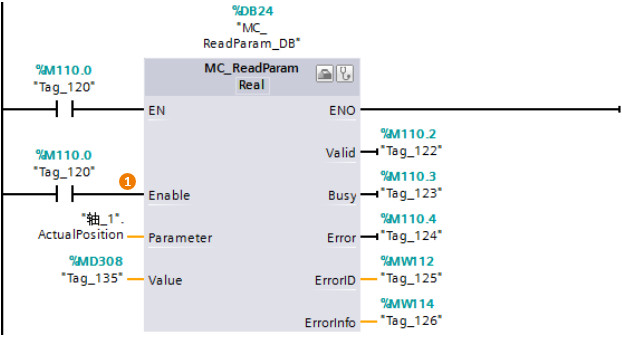 %DB24
"MC_
ReadParam_DB"
%M110.0
"Tag_120"
MC_ReadParam
Real
EN
ENO
%M110.2
"Tag_122"
Valid
%M110.0
"Tag_120"
1
Enable
%M110.3
"Tag_123"
Busy
"轴_1".
ActualPosition
Parameter
%M110.4
"Tag_124"
Error
%MD308
"Tag_135"
Value
%MW112
"Tag_125"
ErrorID
%MW114
"Tag_126"
ErrorInfo